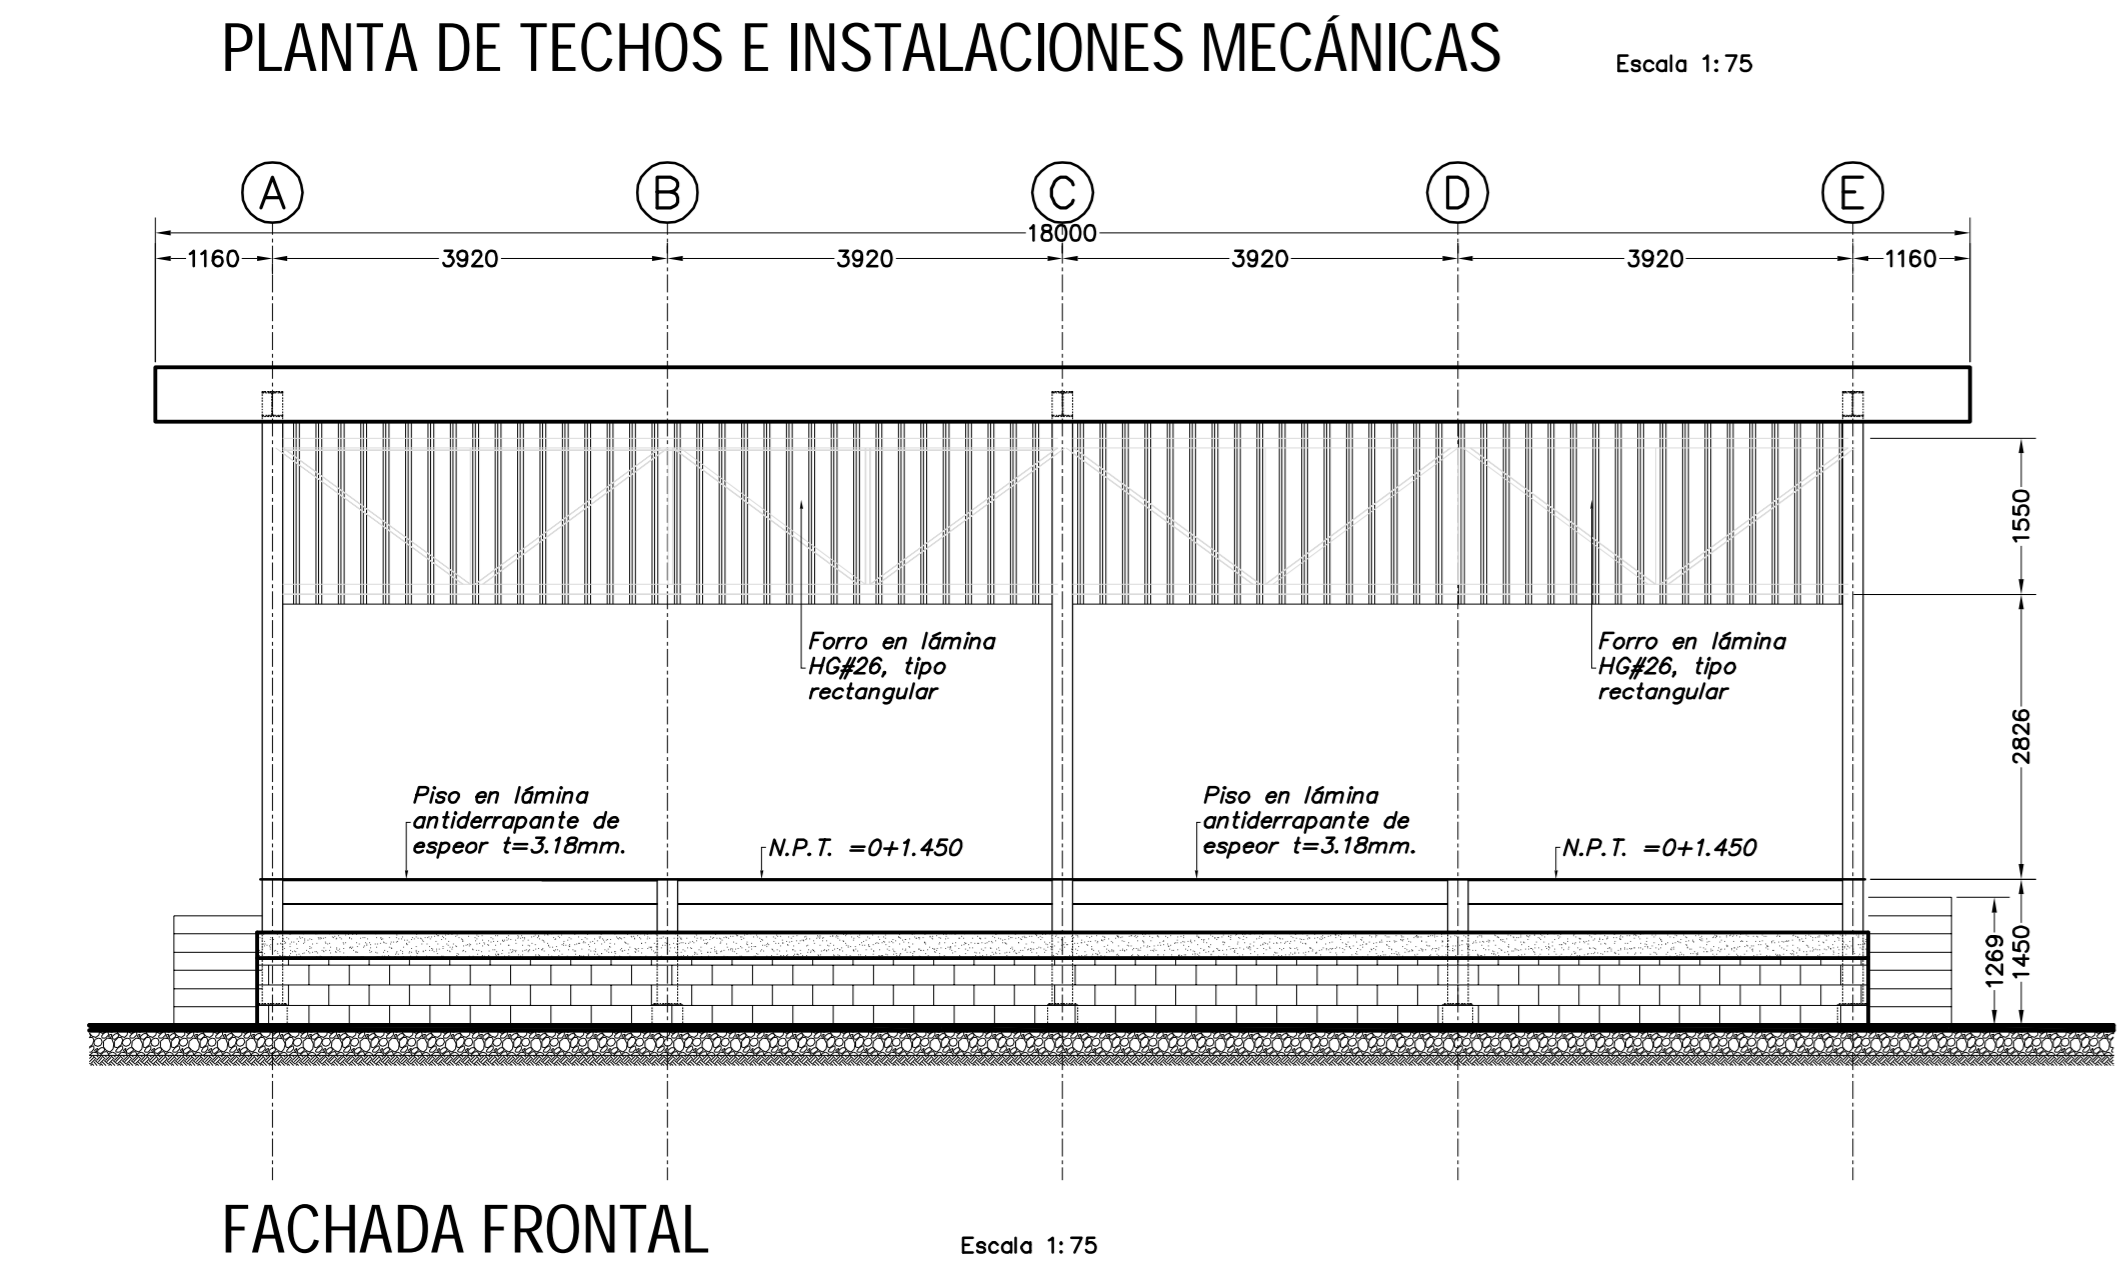 PLANTA DE TECHOS E INSTALACIONES MECÁNICAS
Escala 1:75
A
B
C
D
E
18000
1160
3920
3920
3920
3920
1160
1550
Forro en lámina
HG#26, tipo
rectangular
Forro en lámina
HG#26, tipo
rectangular
2826
Piso en lámina
antiderrapante de
espeor t=3.18mm.
N.P.T. =0+1.450
Piso en lámina
antiderrapante de
espeor t=3.18mm.
N.P.T. =0+1.450
1269
1450
FACHADA FRONTAL
Escala 1:75